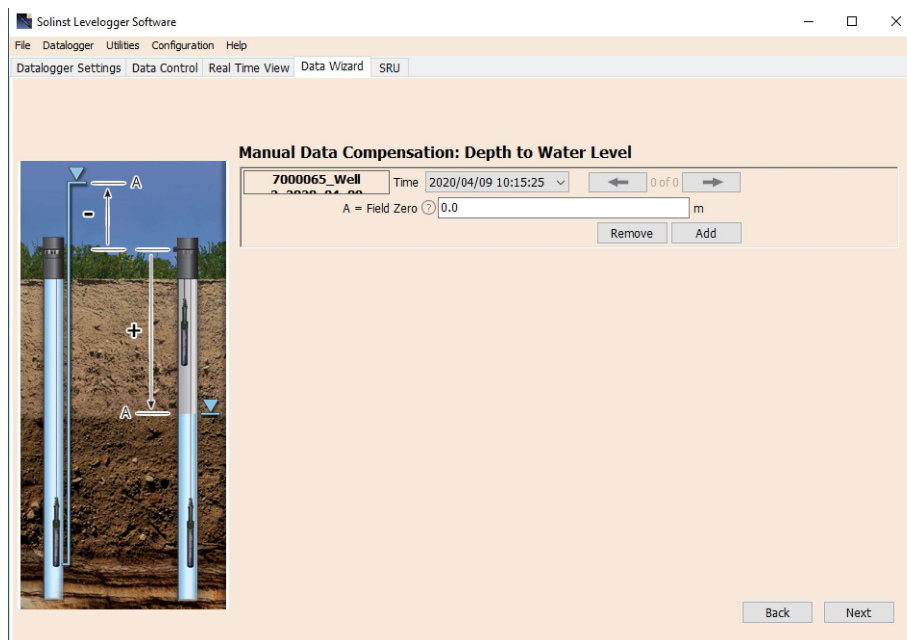 Solinst Levelogger Software
File Datalogger Utilities Configuration Help
Datalogger Settings Data Control Real Time View Data Wizard SRU
Manual Data Compensation: Depth to Water Level
7000065_Well Time 2020/04/09 10:15:25 0 of 0
A = Field Zero ? 0.0 m
Remove Add
A
-
+
A
Back Next